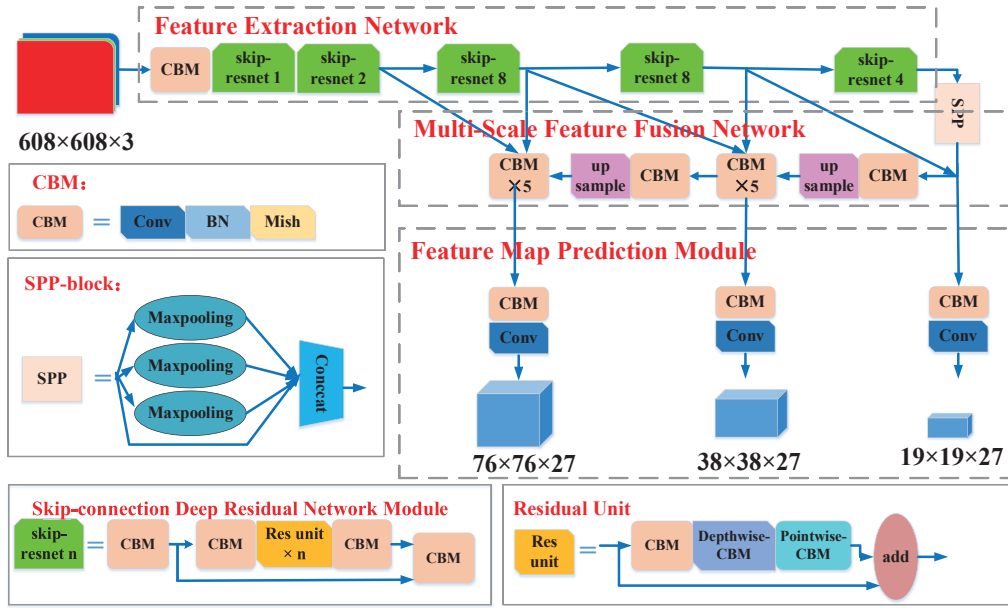 Feature Extraction Network
CBM
skip-
resnet 1
skip-
resnet 2
skip-
resnet 8
skip-
resnet 8
skip-
resnet 4
608×608×3
SPP
Multi-Scale Feature Fusion Network
CBM
×5
up
sample
CBM
CBM
×5
up
sample
CBM
CBM:
CBM
=
Conv
BN
Mish
Feature Map Prediction Module
CBM
Conv
CBM
Conv
CBM
Conv
76×76×27
38×38×27
19×19×27
SPP-block:
SPP
=
Maxpooling
Maxpooling
Maxpooling
Conccat
Skip-connection Deep Residual Network Module
skip-
resnet n
=
CBM
CBM
Res unit
× n
CBM
CBM
Residual Unit
Res
unit
=
CBM
Depthwise-
CBM
Pointwise-
CBM
add